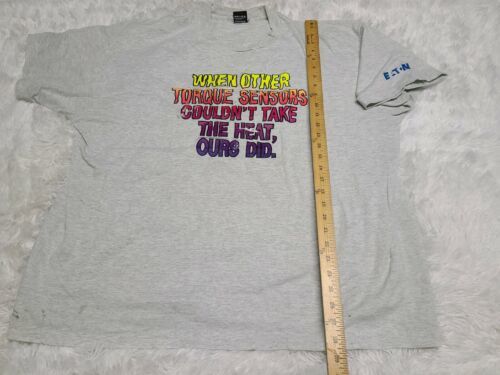 WHEN OTHER
TORQUE SENSORS
COULDN'T TAKE
THE HEAT,
OURS DID.
E·T·N